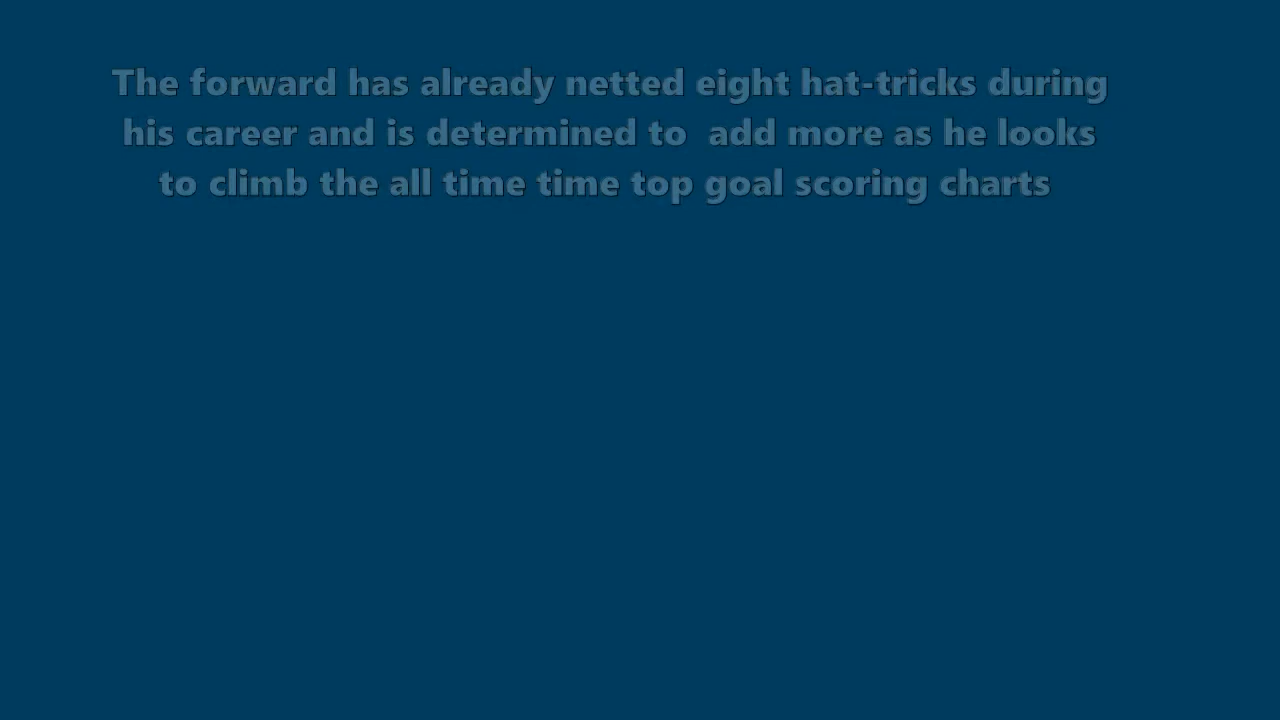 The forward has already netted eight hat-tricks during
his career and is determined to  add more as he looks
to climb the all time time top goal scoring charts